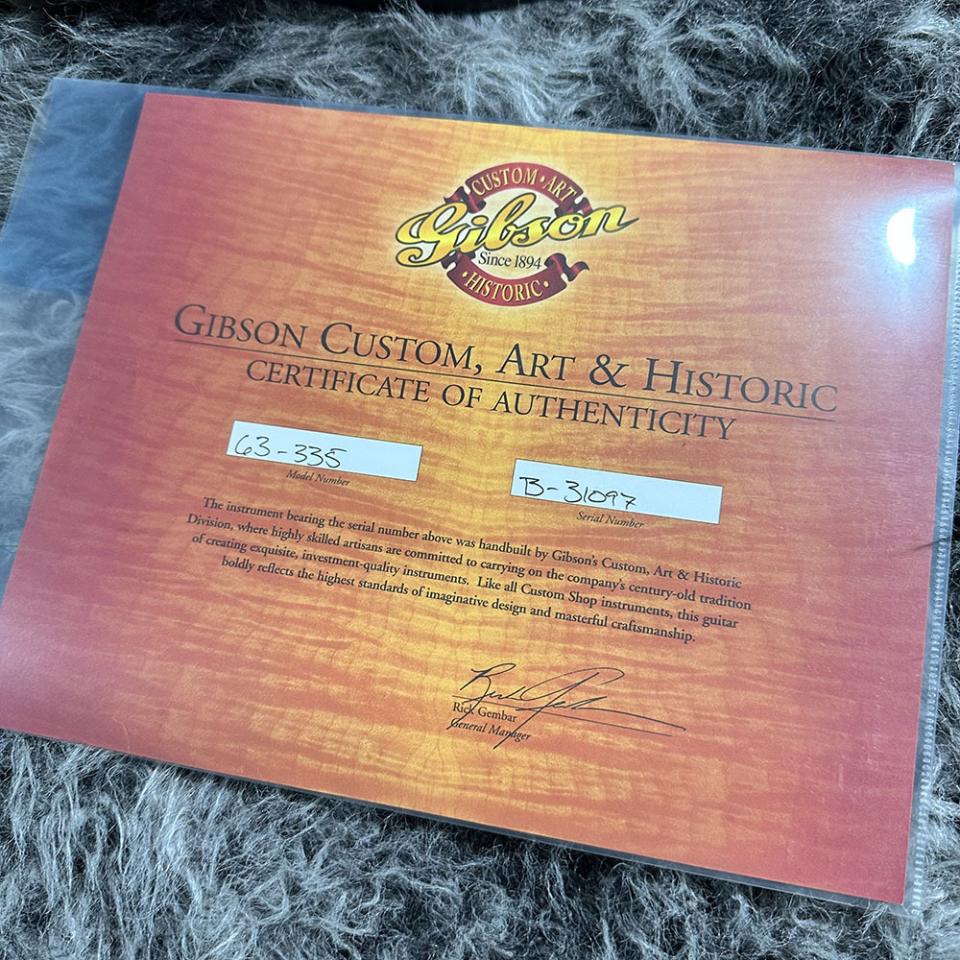 CUSTOM • ART
Gibson
Since 1894
• HISTORIC •
GIBSON CUSTOM, ART & HISTORIC
CERTIFICATE OF AUTHENTICITY
63-335
Model Number
B-31097
Serial Number
The instrument bearing the serial number above was handbuilt by Gibson's Custom, Art & Historic
Division, where highly skilled artisans are committed to carrying on the company's century-old tradition
of creating exquisite, investment-quality instruments. Like all Custom Shop instruments, this guitar
boldly reflects the highest standards of imaginative design and masterful craftsmanship.
Rick Gembar
General Manager